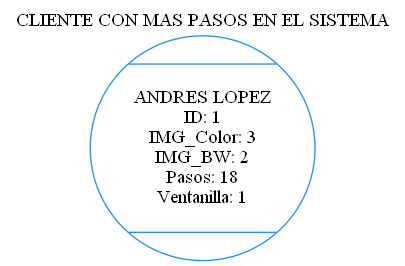 CLIENTE CON MAS PASOS EN EL SISTEMA
ANDRES LOPEZ
ID: 1
IMG_Color: 3
IMG_BW: 2
Pasos: 18
Ventanilla: 1